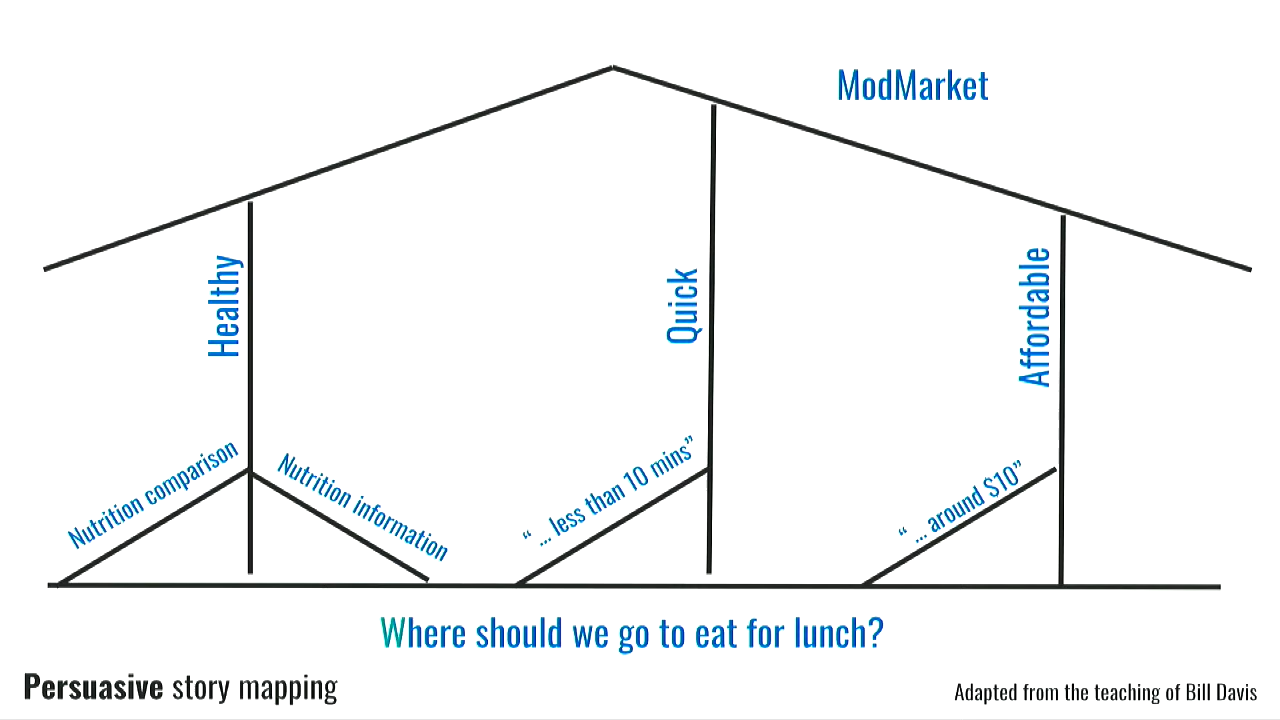 ModMarket
Healthy
Quick
Affordable
Nutrition comparison
Nutrition information
“ ... less than 10 mins”
“ ... around $10”
Where should we go to eat for lunch?
Persuasive story mapping
Adapted from the teaching of Bill Davis